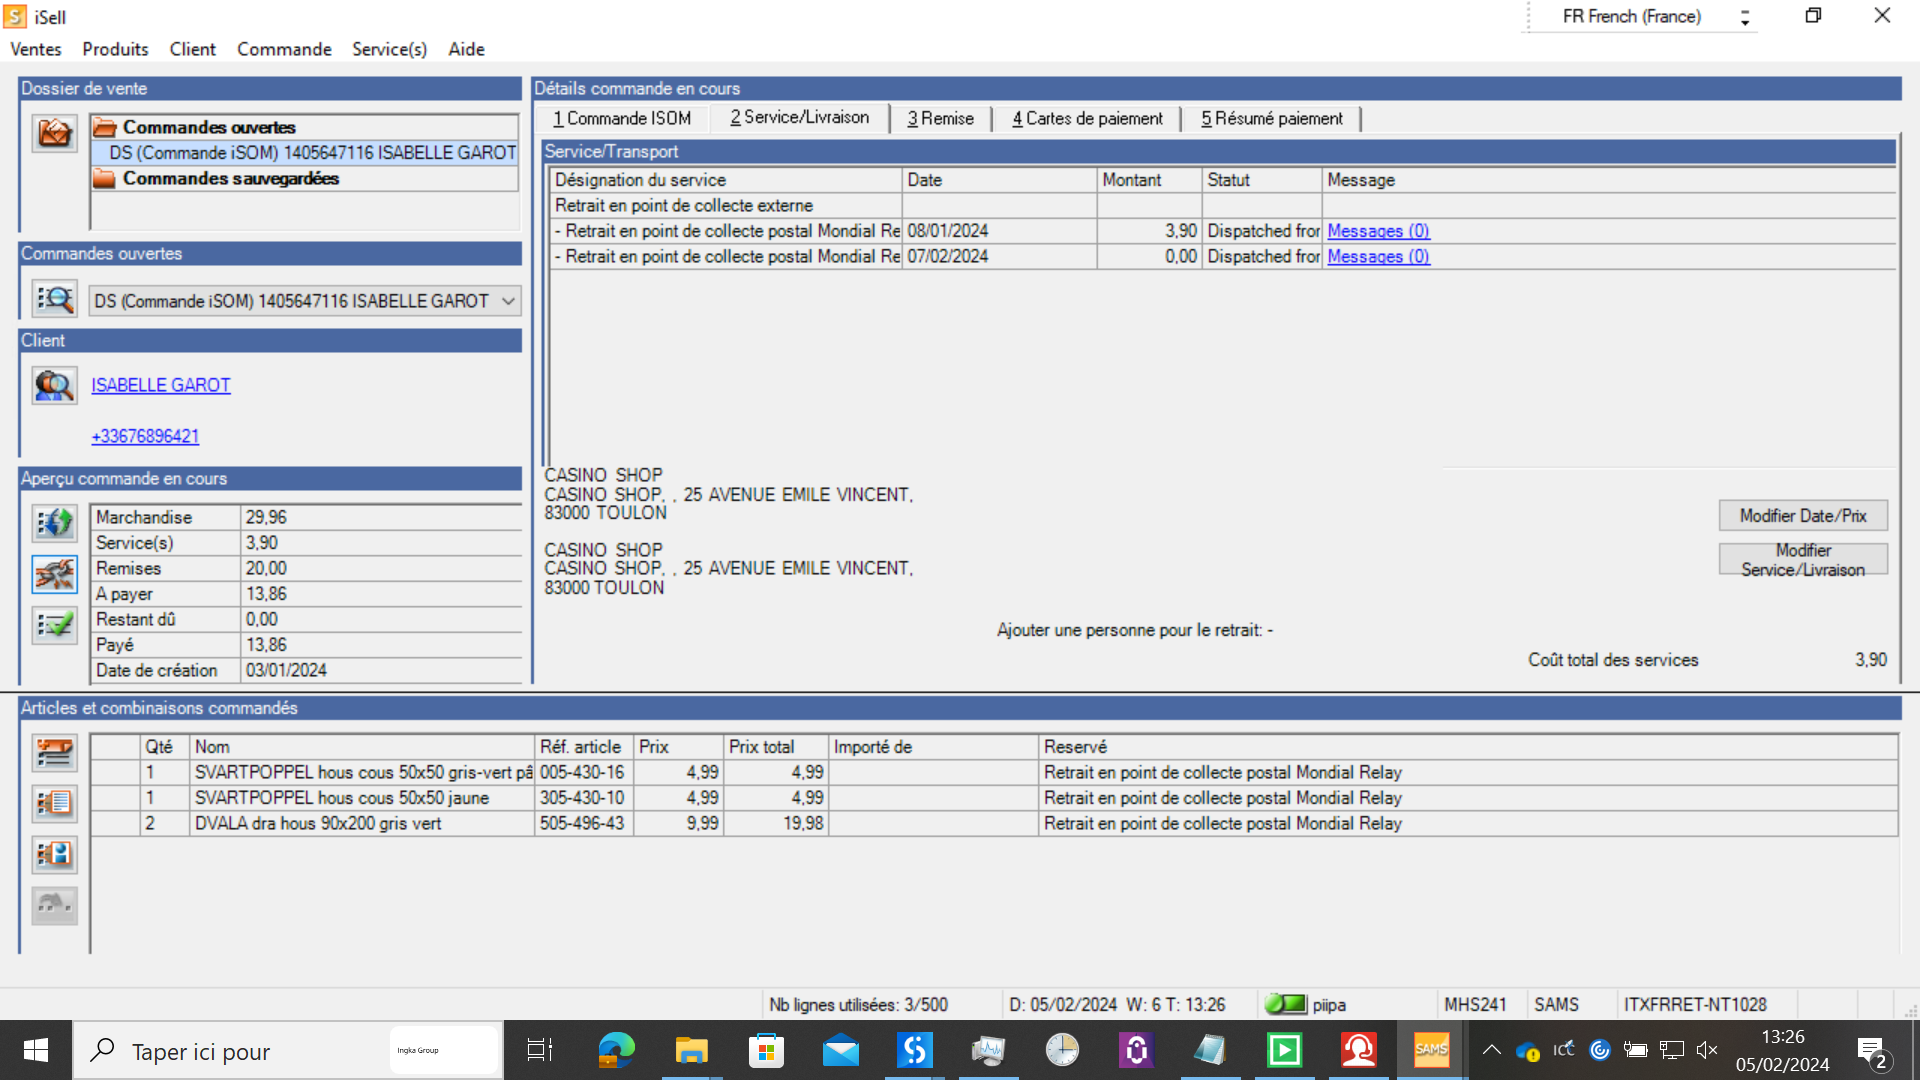 iSell
FR French (France)
Ventes Produits Client Commande Service(s) Aide
Dossier de vente
Commandes ouvertes
DS (Commande iSOM) 1405647116 ISABELLE GAROT
Commandes sauvegardées
Commandes ouvertes
DS (Commande iSOM) 1405647116 ISABELLE GAROT
Client
ISABELLE GAROT
+33676896421
Aperçu commande en cours
Marchandise 29,96
Service(s) 3,90
Remises 20,00
A payer 13,86
Restant dû 0,00
Payé 13,86
Date de création 03/01/2024
Détails commande en cours
1 Commande ISOM 2 Service/Livraison 3 Remise 4 Cartes de paiement 5 Résumé paiement
Service/Transport
Désignation du service Date Montant Statut Message
Retrait en point de collecte externe
- Retrait en point de collecte postal Mondial Re 08/01/2024 3,90 Dispatched fror Messages (0)
- Retrait en point de collecte postal Mondial Re 07/02/2024 0,00 Dispatched fror Messages (0)
CASINO SHOP
CASINO SHOP, , 25 AVENUE EMILE VINCENT,
83000 TOULON
CASINO SHOP
CASINO SHOP, , 25 AVENUE EMILE VINCENT,
83000 TOULON
Modifier Date/Prix
Modifier
Service/Livraison
Ajouter une personne pour le retrait: -
Coût total des services 3,90
Articles et combinaisons commandés
Qté Nom Réf. article Prix Prix total Importé de Reservé
1 SVARTPOPPEL hous cous 50x50 gris-vert pâ 005-430-16 4,99 4,99 Retrait en point de collecte postal Mondial Relay
1 SVARTPOPPEL hous cous 50x50 jaune 305-430-10 4,99 4,99 Retrait en point de collecte postal Mondial Relay
2 DVALA dra hous 90x200 gris vert 505-496-43 9,99 19,98 Retrait en point de collecte postal Mondial Relay
Nb lignes utilisées: 3/500 D: 05/02/2024 W: 6 T: 13:26 piipa MHS241 SAMS ITXFRRET-NT1028
Taper ici pour
Ingka Group
SAMS
13:26
05/02/2024
2